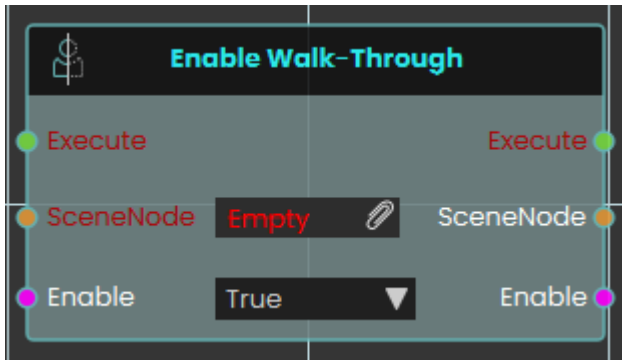 Enable Walk-Through
Execute Execute
SceneNode Empty SceneNode
Enable True Enable